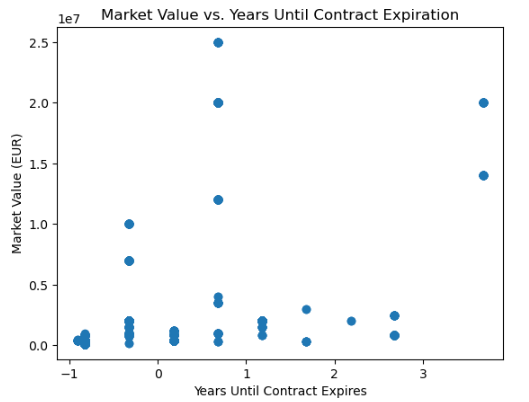 Market Value vs. Years Until Contract Expiration
1e7
2.5
2.0
1.5
1.0
0.5
0.0
Market Value (EUR)
−1 0 1 2 3
Years Until Contract Expires